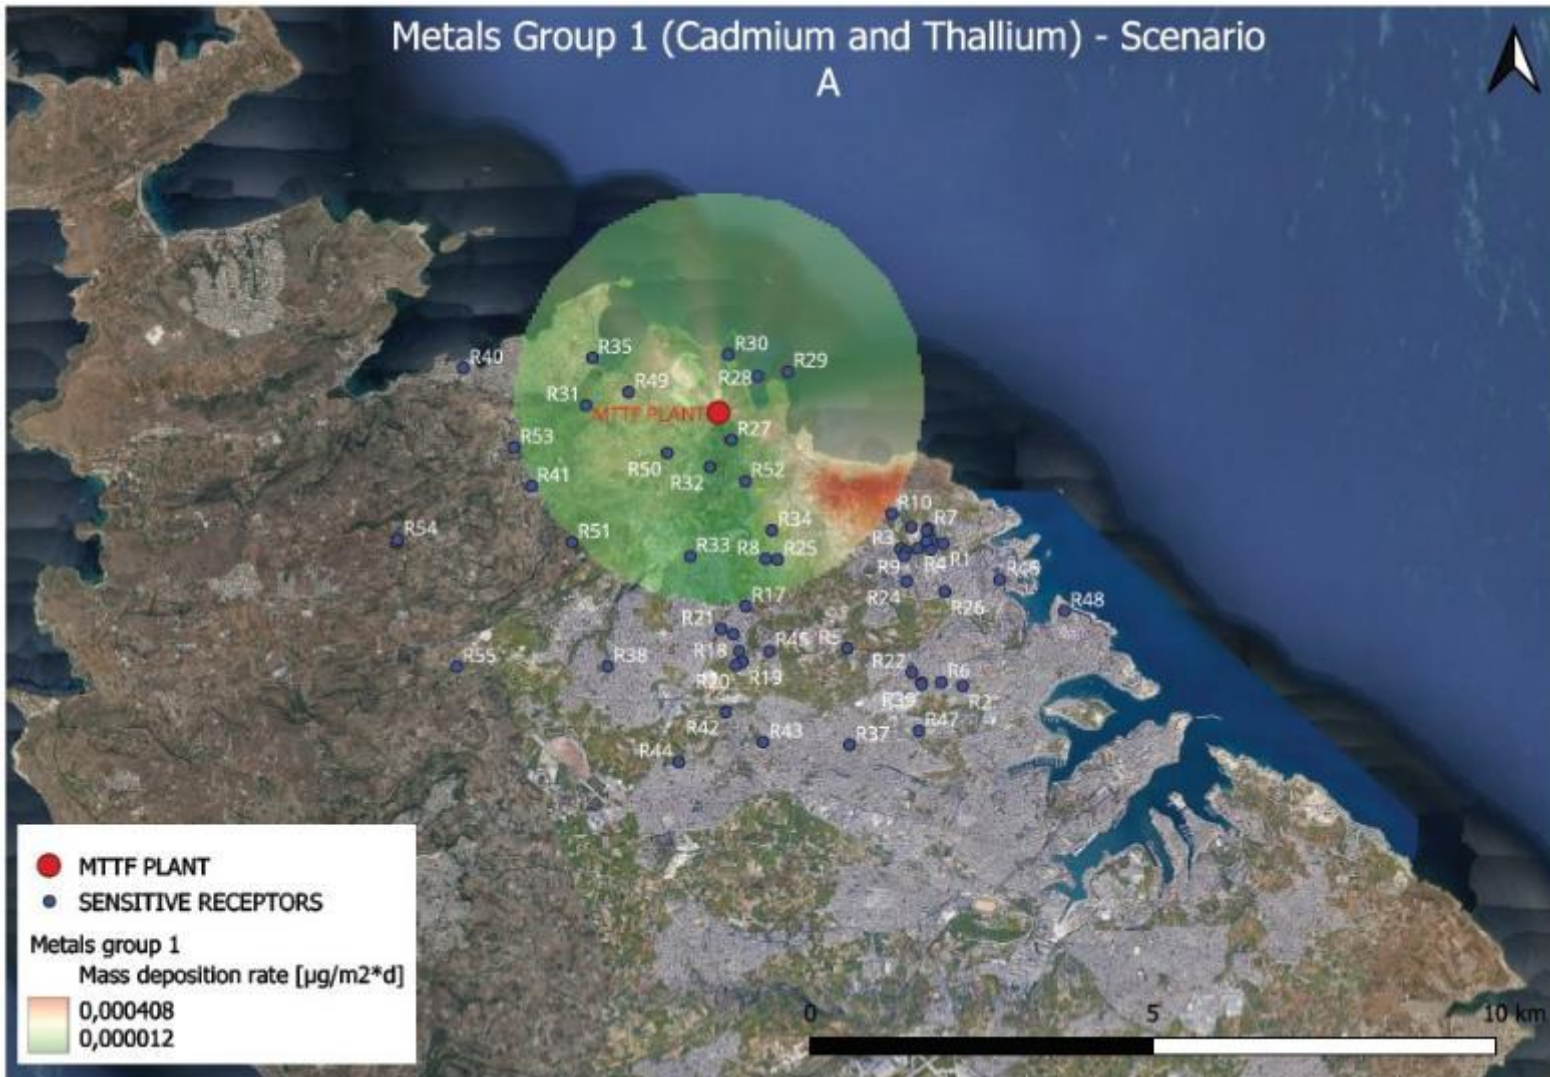 Metals Group 1 (Cadmium and Thallium) - Scenario
A
R30
R35
R40
R29
R28
R49
R31
MTTF PLANT
R27
R53
R50
R32
R52
R41
R10
R7
R34
R54
R51
R3
R33
R8
R25
R1
R9
R24
R17
R26
R48
R21
R18
R5
R55
R38
R22
R6
R19
R2
R42
R47
R43
R37
R44
MTTF PLANT
SENSITIVE RECEPTORS
Metals group 1
Mass deposition rate [µg/m2*d]
0,000408
0,000012
0
5
10 km